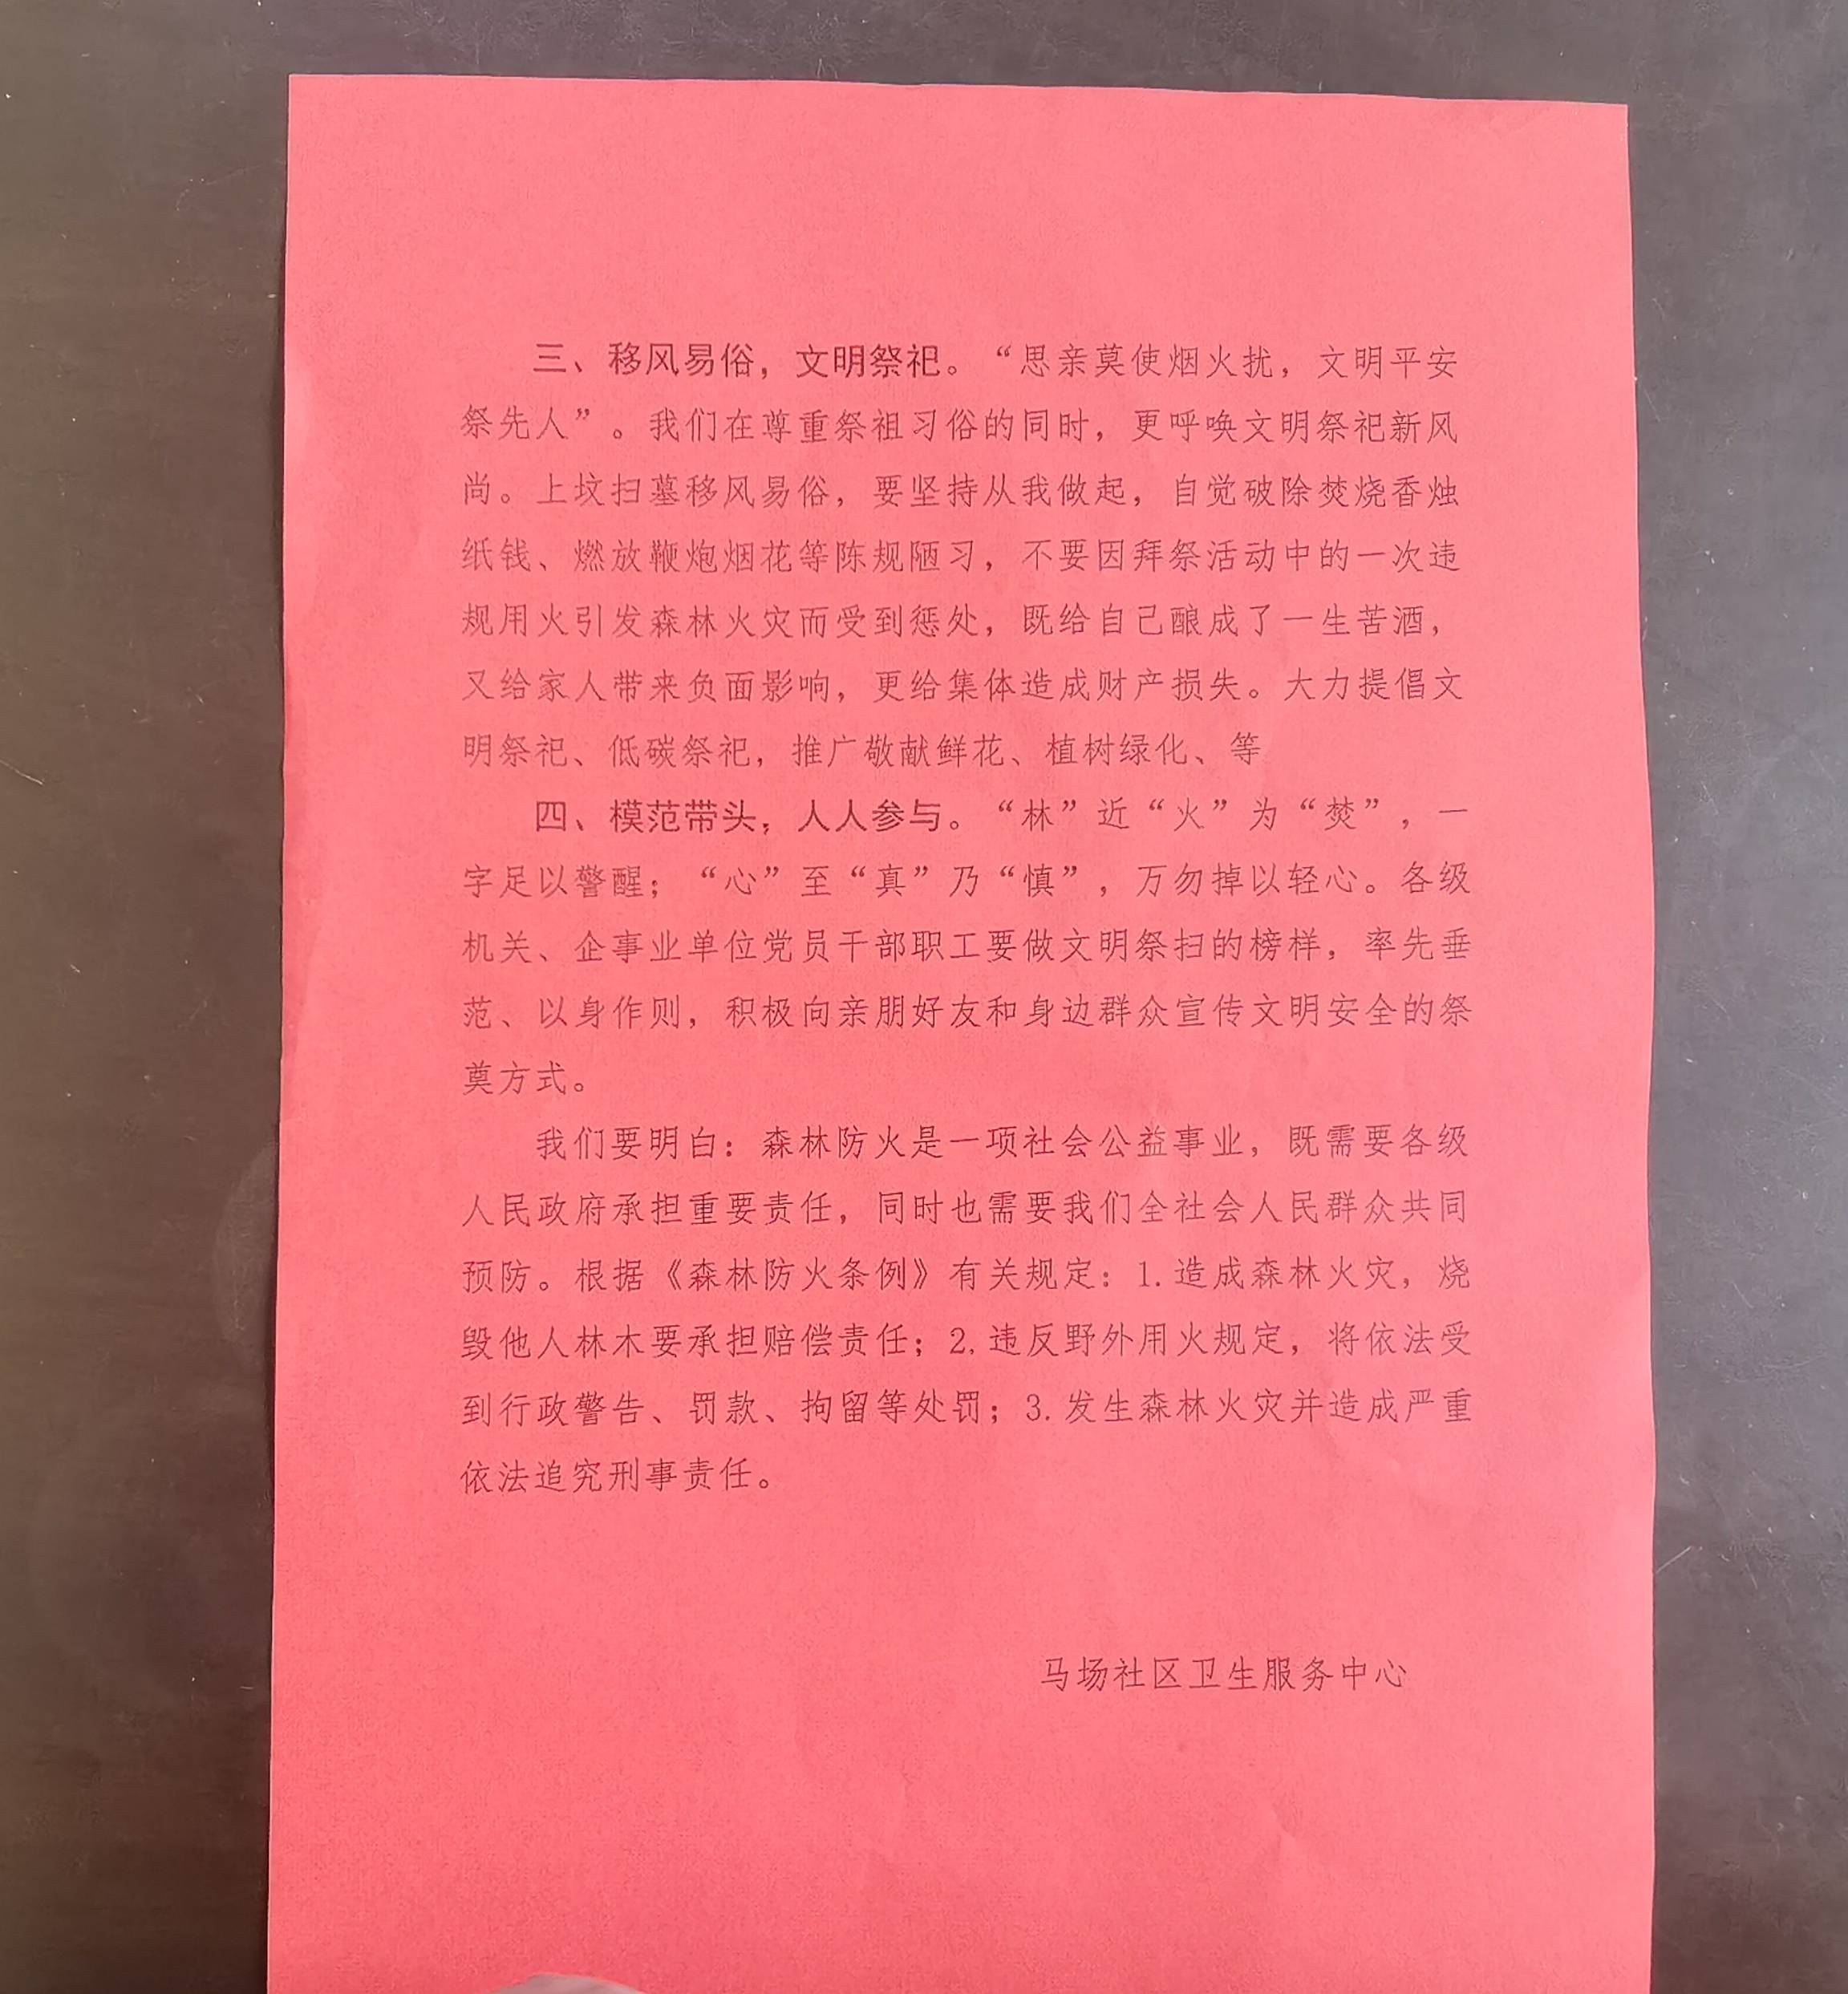 三、移风易俗，文明祭祀。“思亲莫使烟火扰，文明平安
祭先人”。我们在尊重祭祖习俗的同时，更呼唤文明祭祀新风
尚。上坟扫墓移风易俗，要坚持从我做起，自觉破除焚烧香烛
纸钱、燃放鞭炮烟花等陈规陋习，不要因拜祭活动中的一次违
规用火引发森林火灾而受到惩处，既给自己酿成了一生苦酒，
又给家人带来负面影响，更给集体造成财产损失。大力提倡文
明祭祀、低碳祭祀，推广敬献鲜花、植树绿化、等
四、模范带头，人人参与。“林”近“火”为“焚”，一
字足以警醒；“心”至“真”乃“慎”，万勿掉以轻心。各级
机关、企事业单位党员干部职工要做文明祭扫的榜样，率先垂
范、以身作则，积极向亲朋好友和身边群众宣传文明安全的祭
奠方式。
我们要明白：森林防火是一项社会公益事业，既需要各级
人民政府承担重要责任，同时也需要我们全社会人民群众共同
预防。根据《森林防火条例》有关规定：1.造成森林火灾，烧
毁他人林木要承担赔偿责任；2.违反野外用火规定，将依法受
到行政警告、罚款、拘留等处罚；3.发生森林火灾并造成严重
依法追究刑事责任。
马场社区卫生服务中心